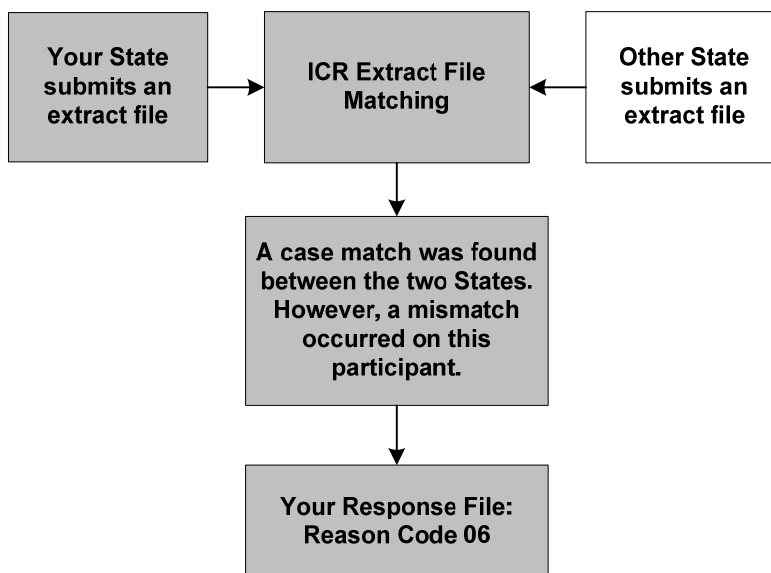 Your State
submits an
extract file
ICR Extract File
Matching
Other State
submits an
extract file
A case match was found
between the two States.
However, a mismatch
occurred on this
participant.
Your Response File:
Reason Code 06